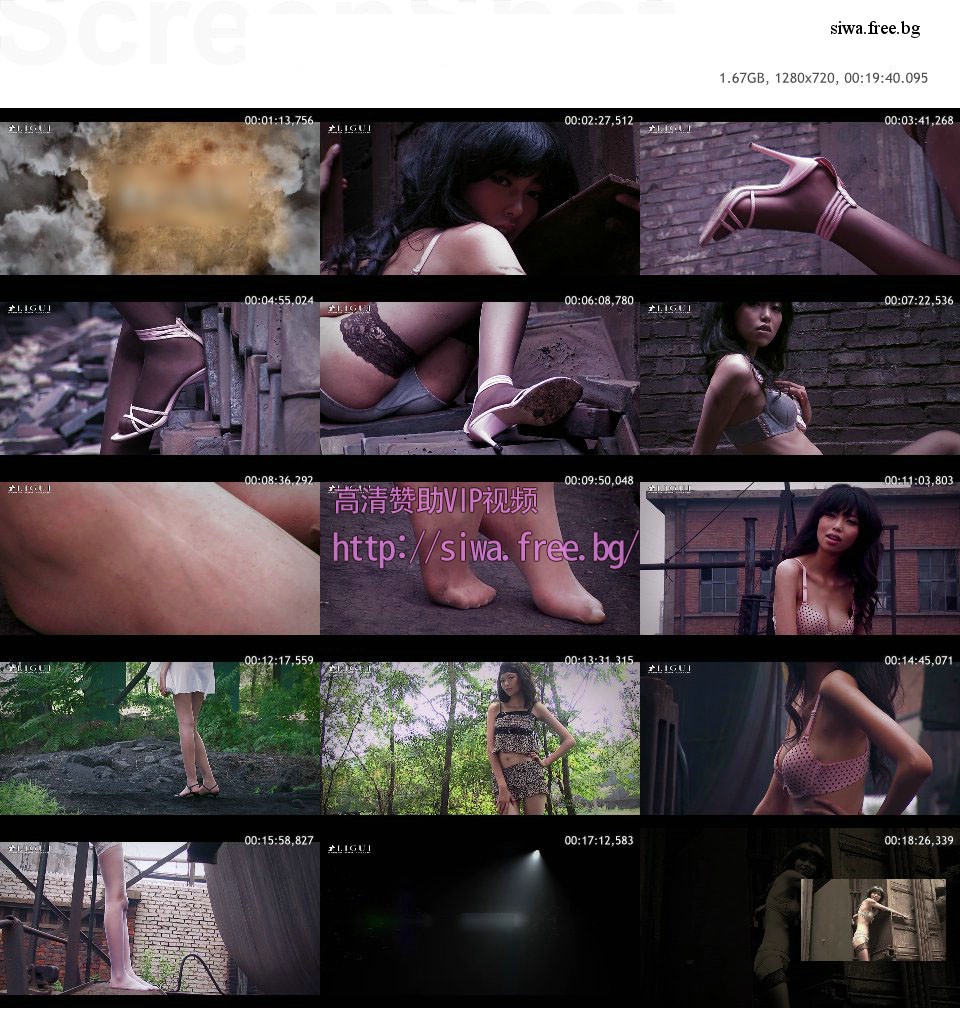 ScreenShot
siwa.free.bg
1.67GB, 1280x720, 00:19:40.095
00:01:13,756
00:02:27,512
00:03:41,268
LIGUI
LIGUI
LIGUI
00:04:55,024
00:06:08,780
00:07:22,536
LIGUI
LIGUI
LIGUI
00:08:36,292
00:09:50,048
00:11:03,803
LIGUI
LIGUI
高清赞助VIP视频
http://siwa.free.bg/
00:12:17,559
00:13:31,315
00:14:45,071
LIGUI
LIGUI
LIGUI
00:15:58,827
00:17:12,583
00:18:26,339
LIGUI
LIGUI